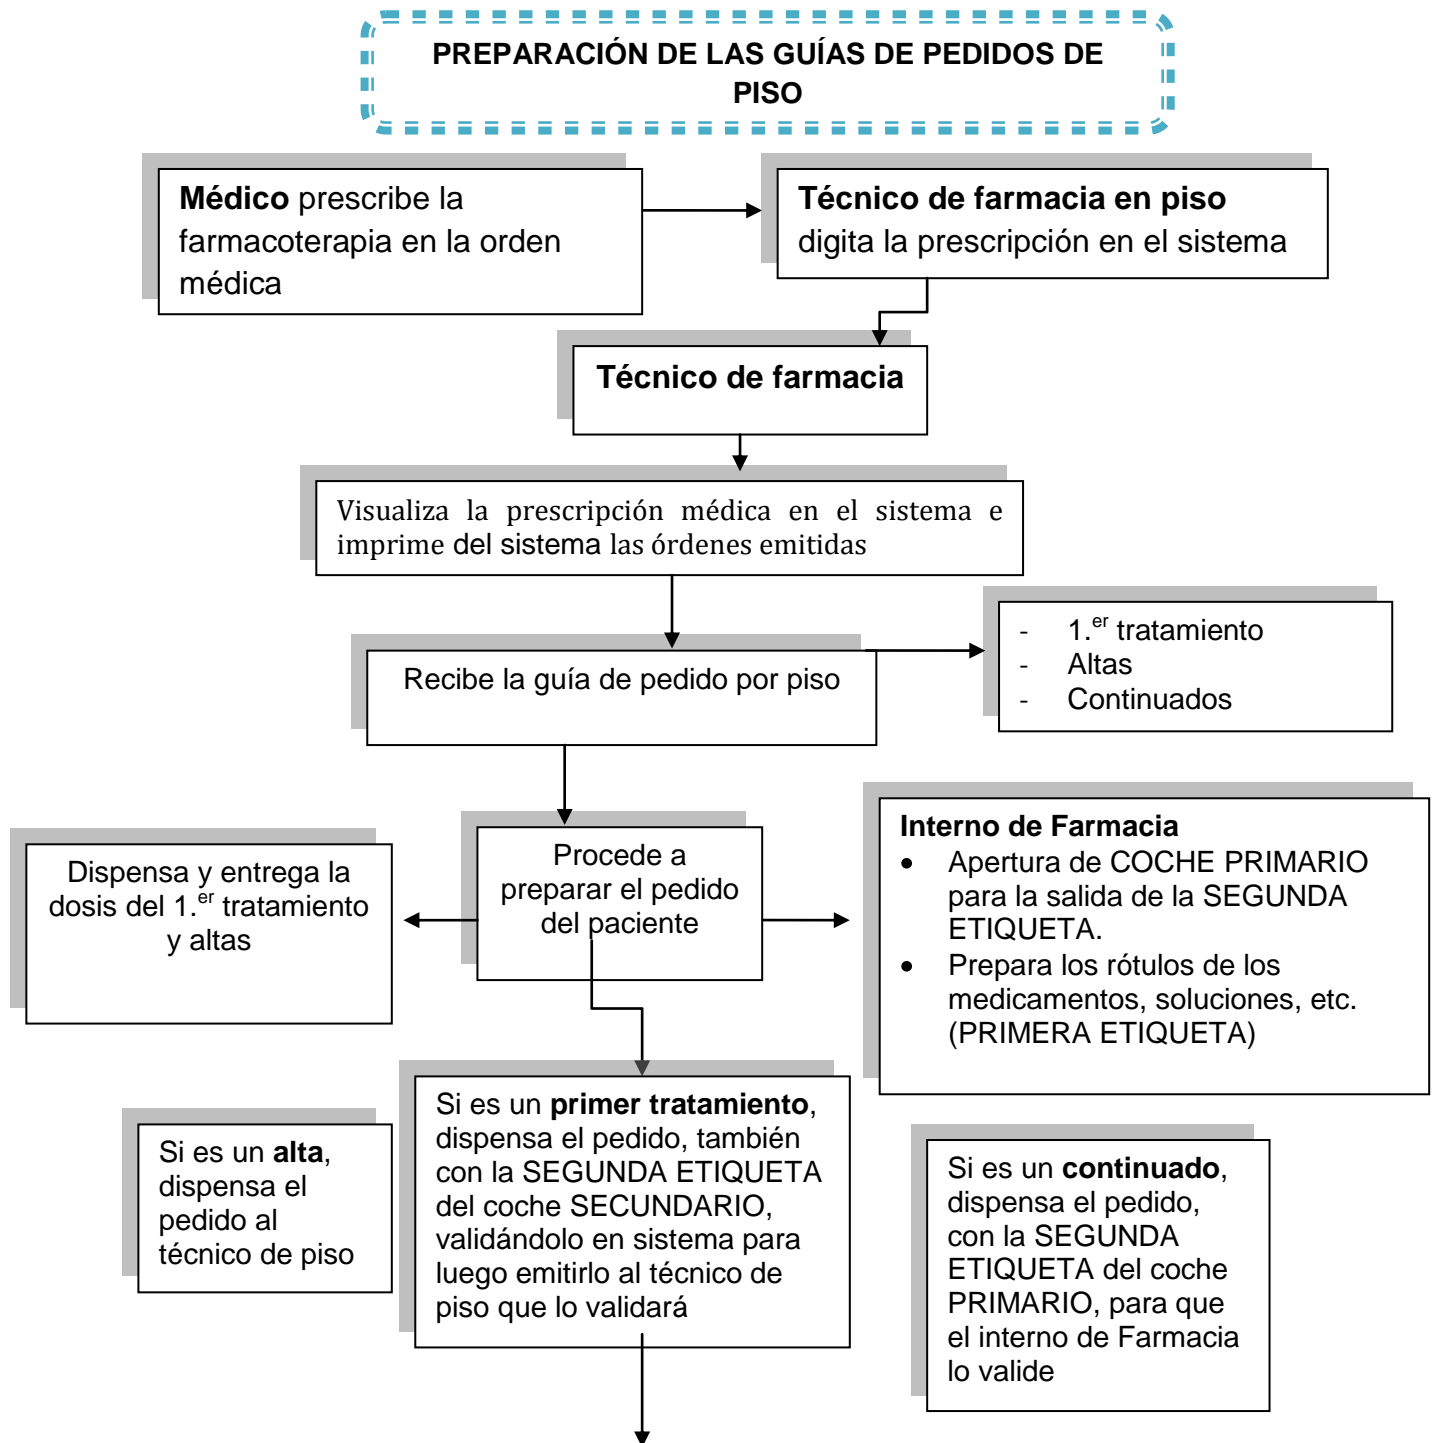 PREPARACIÓN DE LAS GUÍAS DE PEDIDOS DE
PISO
Médico prescribe la
farmacoterapia en la orden
médica
Técnico de farmacia en piso
digita la prescripción en el sistema
Técnico de farmacia
Visualiza la prescripción médica en el sistema e
imprime del sistema las órdenes emitidas
Recibe la guía de pedido por piso
- 1.er tratamiento
- Altas
- Continuados
Dispensa y entrega la
dosis del 1.er tratamiento
y altas
Procede a
preparar el pedido
del paciente
Interno de Farmacia
• Apertura de COCHE PRIMARIO
para la salida de la SEGUNDA
ETIQUETA.
• Prepara los rótulos de los
medicamentos, soluciones, etc.
(PRIMERA ETIQUETA)
Si es un alta,
dispensa el
pedido al
técnico de piso
Si es un primer tratamiento,
dispensa el pedido, también
con la SEGUNDA ETIQUETA
del coche SECUNDARIO,
validándolo en sistema para
luego emitirlo al técnico de
piso que lo validará
Si es un continuado,
dispensa el pedido,
con la SEGUNDA
ETIQUETA del coche
PRIMARIO, para que
el interno de Farmacia
lo valide